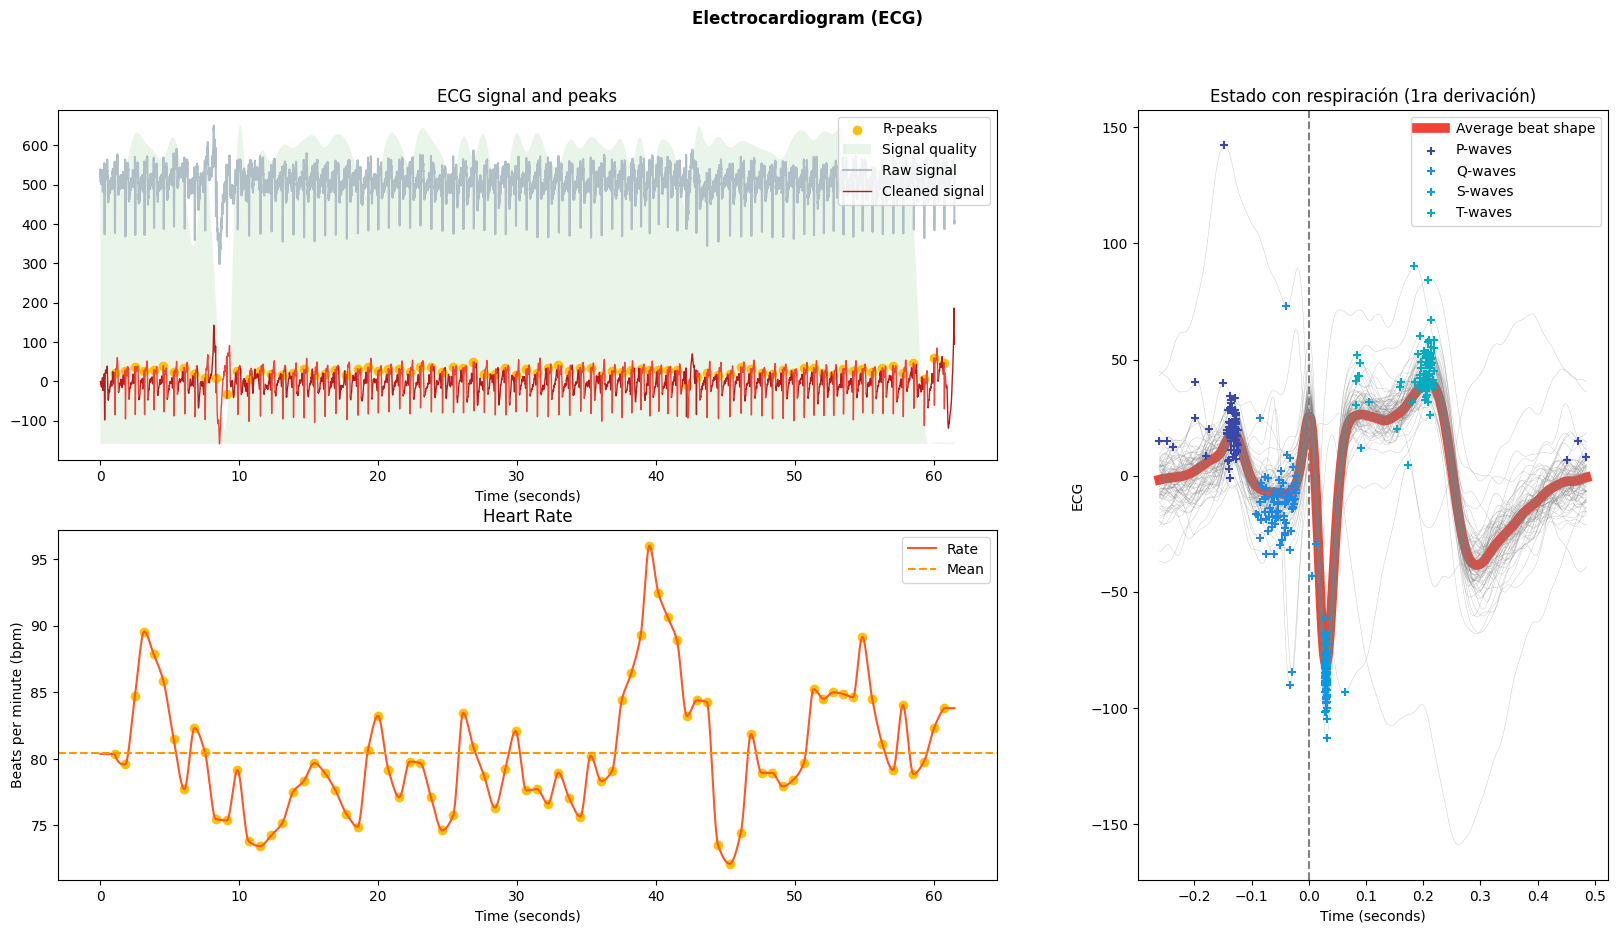 Electrocardiogram (ECG)
ECG signal and peaks
R-peaks
Signal quality
Raw signal
Cleaned signal
600
500
400
300
200
100
0
−100
0 10 20 30 40 50 60
Time (seconds)
Heart Rate
Rate
Mean
Beats per minute (bpm)
95
90
85
80
75
0 10 20 30 40 50 60
Time (seconds)
Estado con respiración (1ra derivación)
Average beat shape
P-waves
Q-waves
S-waves
T-waves
ECG
150
100
50
0
−50
−100
−150
−0.2 −0.1 0.0 0.1 0.2 0.3 0.4 0.5
Time (seconds)